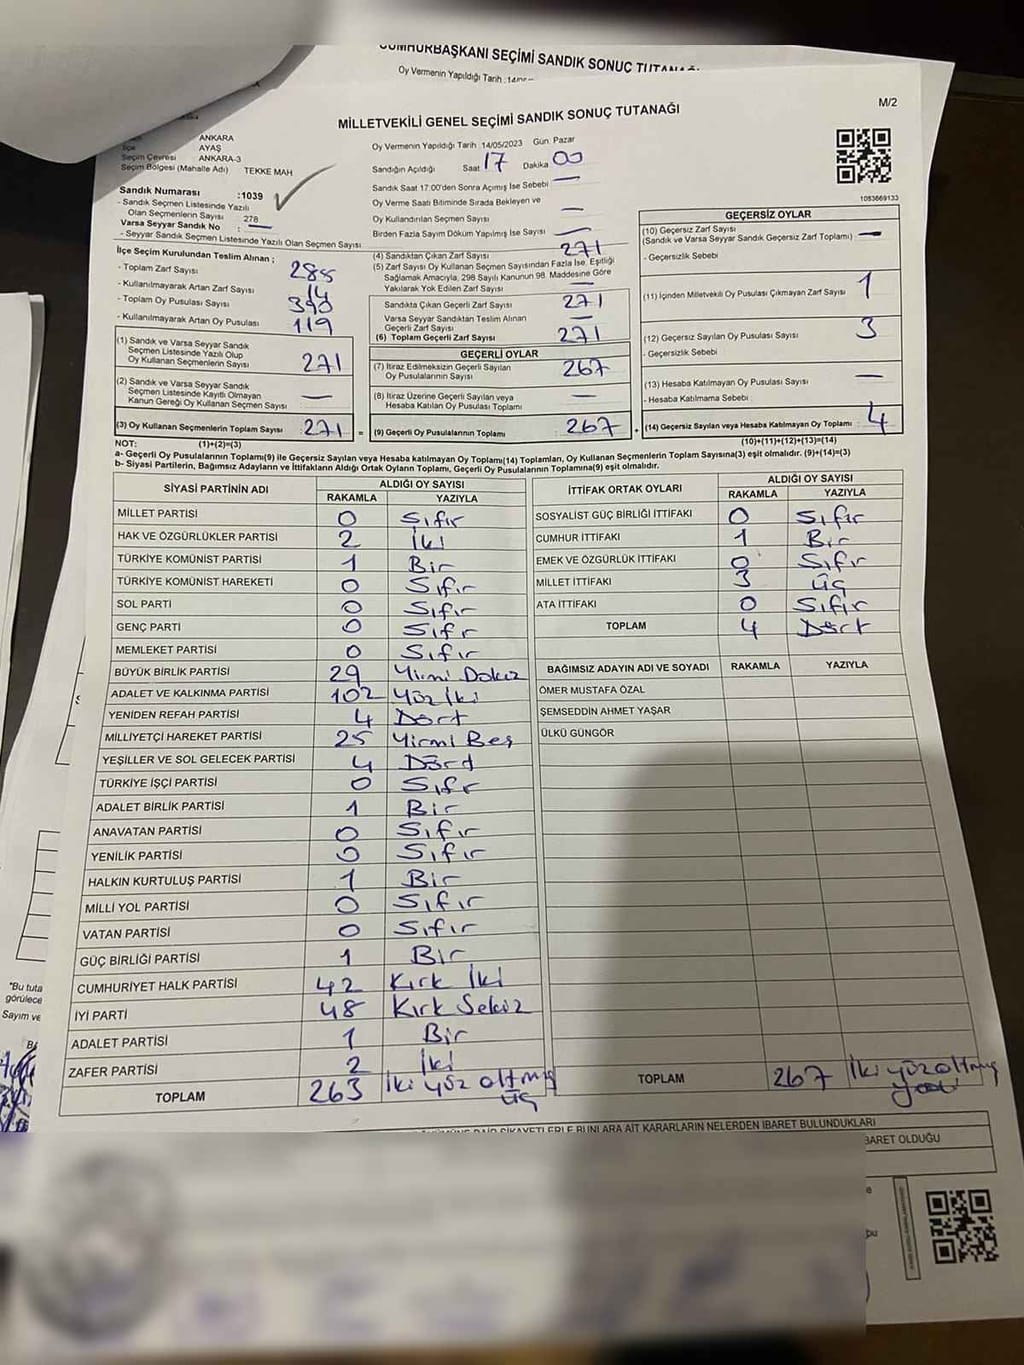 CUMHURBAŞKANI SEÇİMİ SANDIK SONUÇ
Oy Vermenin Yapıldığı Tarih
M/2
MİLLETVEKİLİ GENEL SEÇİMİ SANDIK SONUÇ TUTANAĞI
ANKARA
AYAŞ
Seçim Çevresi ANKARA-3
Seçim Bölgesi (Mahalle Adı) TEKKE MAH
Oy Vermenin Yapıldığı Tarih :14/05/2023 Gün: Pazar
Sandığın Açıldığı Saat 17 Dakika 00
Sandık Saat 17:00'den Sonra Açımış İse Sebebi —
Oy Verme Saati Bitiminde Sırada Bekleyen ve
Oy Kullandırılan Seçmen Sayısı —
Birden Fazla Sayım Döküm Yapılmış İse Sayısı —
1083669133
Sandık Numarası :1039
- Sandık Seçmen Listesinde Yazılı
Olan Seçmenlerin Sayısı 278
Varsa Seyyar Sandık No : —
- Seyyar Sandık Seçmen Listesinde Yazılı Olan Seçmen Sayısı
İlçe Seçim Kurulundan Teslim Alınan ;
- Toplam Zarf Sayısı 285
- Kullanılmayarak Artan Zarf Sayısı 14
- Toplam Oy Pusulası Sayısı 390
- Kullanılmayarak Artan Oy Pusulası 119
(1) Sandık ve Varsa Seyyar Sandık
Seçmen Listesinde Yazılı Olup
Oy Kullanan Seçmenlerin Sayısı 271
(2) Sandık ve Varsa Seyyar Sandık
Seçmen Listesinde Kayıtlı Olmayan
Kanun Gereği Oy Kullanan Seçmen Sayısı —
(3) Oy Kullanan Seçmenlerin Toplam Sayısı : 271
(4) Sandıktan Çıkan Zarf Sayısı 271
(5) Zarf Sayısı Oy Kullanan Seçmen Sayısından Fazla İse, Eşitliği
Sağlamak Amacıyla, 298 Sayılı Kanunun 98. Maddesine Göre
Yakılarak Yok Edilen Zarf Sayısı —
Sandıkta Çıkan Geçerli Zarf Sayısı 271
Varsa Seyyar Sandıktan Teslim Alınan
Geçerli Zarf Sayısı —
(6) Toplam Geçerli Zarf Sayısı 271
GEÇERLİ OYLAR
(7) İtiraz Edilmeksizin Geçerli Sayılan
Oy Pusulalarının Sayısı 267
(8) İtiraz Üzerine Geçerli Sayılan veya
Hesaba Katılan Oy Pusulası Toplamı —
= (9) Geçerli Oy Pusulalarının Toplamı : 267
GEÇERSİZ OYLAR
(10) Geçersiz Zarf Sayısı
(Sandık ve Varsa Seyyar Sandık Geçersiz Zarf Toplamı) —
- Geçersizlik Sebebi
(11) İçinden Milletvekili Oy Pusulası Çıkmayan Zarf Sayısı 1
(12) Geçersiz Sayılan Oy Pusulası Sayısı 3
- Geçersizlik Sebebi
(13) Hesaba Katılmayan Oy Pusulası Sayısı —
- Hesaba Katılmama Sebebi :
+ (14) Geçersiz Sayılan veya Hesaba Katılmayan Oy Toplamı : 4
NOT: (1)+(2)=(3) (10)+(11)+(12)+(13)=(14)
a- Geçerli Oy Pusulalarının Toplamı(9) ile Geçersiz Sayılan veya Hesaba katılmayan Oy Toplamı(14) Toplamları, Oy Kullanan Seçmenlerin Toplam Sayısına(3) eşit olmalıdır. (9)+(14)=(3)
b- Siyasi Partilerin, Bağımsız Adayların ve İttifakların Aldığı Ortak Oyların Toplamı, Geçerli Oy Pusulalarının Toplamına(9) eşit olmalıdır.
SİYASİ PARTİNİN ADI ALDIĞI OY SAYISI
RAKAMLA YAZIYLA
MİLLET PARTİSİ 0 Sıfır
HAK VE ÖZGÜRLÜKLER PARTİSİ 2 İki
TÜRKİYE KOMÜNİST PARTİSİ 1 Bir
TÜRKİYE KOMÜNİST HAREKETİ 0 Sıfır
SOL PARTİ 0 Sıfır
GENÇ PARTİ 0 Sıfır
MEMLEKET PARTİSİ 0 Sıfır
BÜYÜK BİRLİK PARTİSİ 29 Yirmi Dokuz
ADALET VE KALKINMA PARTİSİ 102 Yüz İki
YENİDEN REFAH PARTİSİ 4 Dört
MİLLİYETÇİ HAREKET PARTİSİ 25 Yirmi Beş
YEŞİLLER VE SOL GELECEK PARTİSİ 4 Dört
TÜRKİYE İŞÇİ PARTİSİ 0 Sıfır
ADALET BİRLİK PARTİSİ 1 Bir
ANAVATAN PARTİSİ 0 Sıfır
YENİLİK PARTİSİ 0 Sıfır
HALKIN KURTULUŞ PARTİSİ 1 Bir
MİLLİ YOL PARTİSİ 0 Sıfır
VATAN PARTİSİ 0 Sıfır
GÜÇ BİRLİĞİ PARTİSİ 1 Bir
CUMHURİYET HALK PARTİSİ 42 Kırk İki
İYİ PARTİ 48 Kırk Sekiz
ADALET PARTİSİ 1 Bir
ZAFER PARTİSİ 2 İki
TOPLAM 263 İki yüz altmış üç
İTTİFAK ORTAK OYLARI ALDIĞI OY SAYISI
RAKAMLA YAZIYLA
SOSYALİST GÜÇ BİRLİĞİ İTTİFAKI 0 Sıfır
CUMHUR İTTİFAKI 1 Bir
EMEK VE ÖZGÜRLÜK İTTİFAKI 0 Sıfır
MİLLET İTTİFAKI 3 üç
ATA İTTİFAKI 0 Sıfır
TOPLAM 4 Dört
BAĞIMSIZ ADAYIN ADI VE SOYADI RAKAMLA YAZIYLA
ÖMER MUSTAFA ÖZAL
ŞEMSEDDİN AHMET YAŞAR
ÜLKÜ GÜNGÖR
TOPLAM 267 İki yüz altmış yedi
ŞİKAYETLERLE BUNLARA AİT KARARLARIN NELERDEN İBARET BULUNDUKLARI
İBARET OLDUĞU
"Bu tuta
görülece
Sayım ve